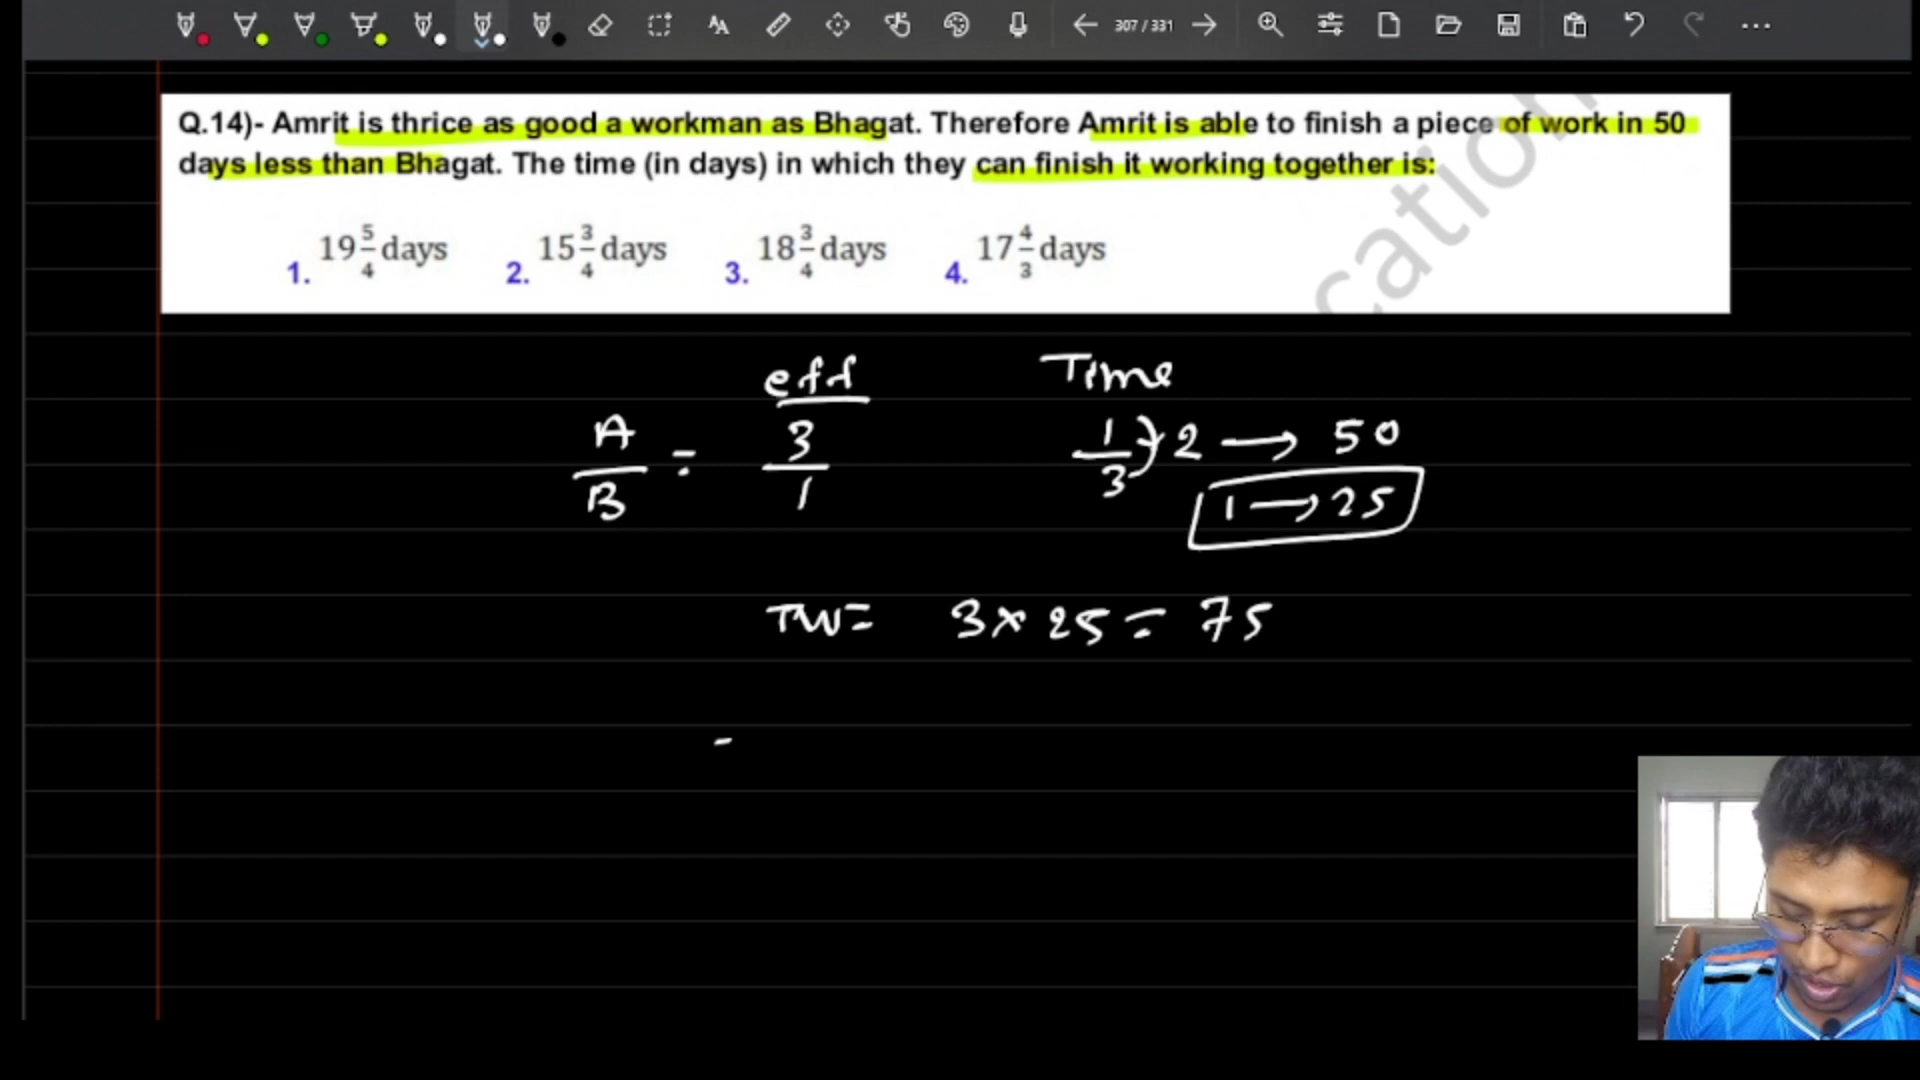 307 / 331
Q.14)- Amrit is thrice as good a workman as Bhagat. Therefore Amrit is able to finish a piece of work in 50
days less than Bhagat. The time (in days) in which they can finish it working together is:
1. 19 5/4 days 2. 15 3/4 days 3. 18 3/4 days 4. 17 4/3 days
cation
eff Time
A/B = 3/1 1/3 } 2 → 50
1 → 25
TW = 3 × 25 = 75
-